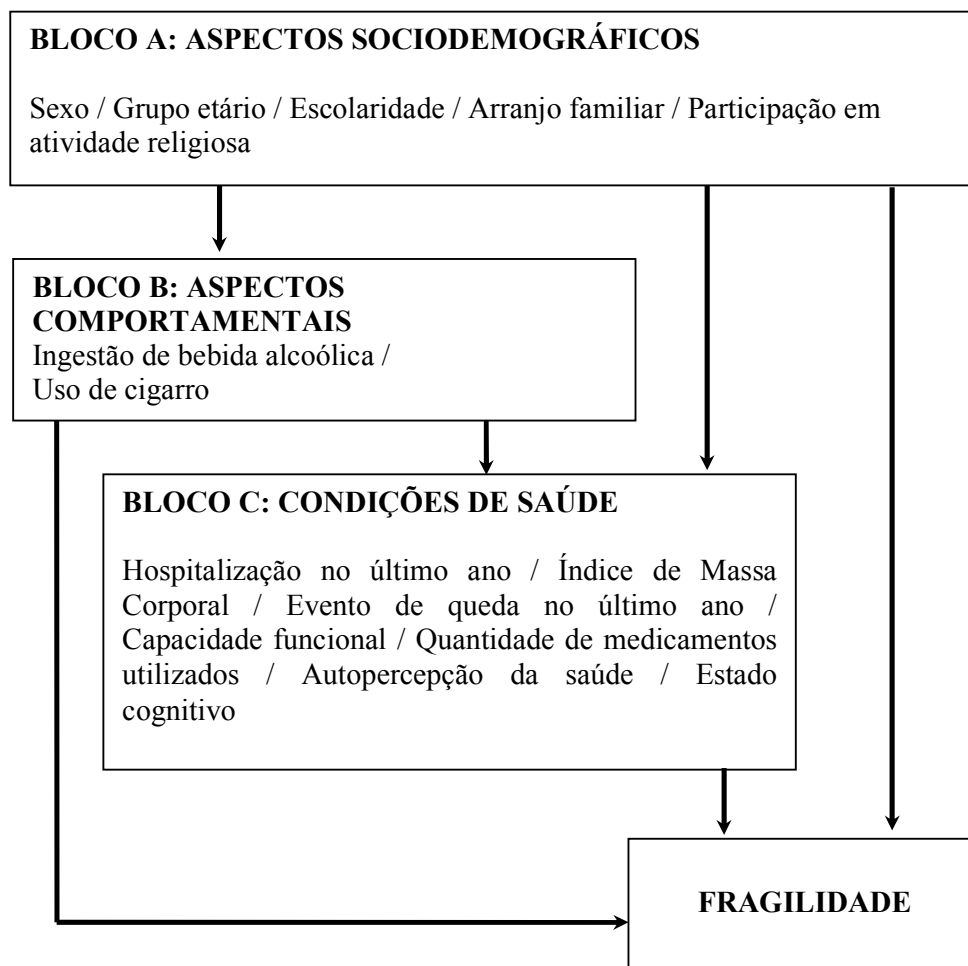 BLOCO A: ASPECTOS SOCIODEMOGRÁFICOS
Sexo / Grupo etário / Escolaridade / Arranjo familiar / Participação em
atividade religiosa
BLOCO B: ASPECTOS
COMPORTAMENTAIS
Ingestão de bebida alcoólica /
Uso de cigarro
BLOCO C: CONDIÇÕES DE SAÚDE
Hospitalização no último ano / Índice de Massa
Corporal / Evento de queda no último ano /
Capacidade funcional / Quantidade de medicamentos
utilizados / Autopercepção da saúde / Estado
cognitivo
FRAGILIDADE